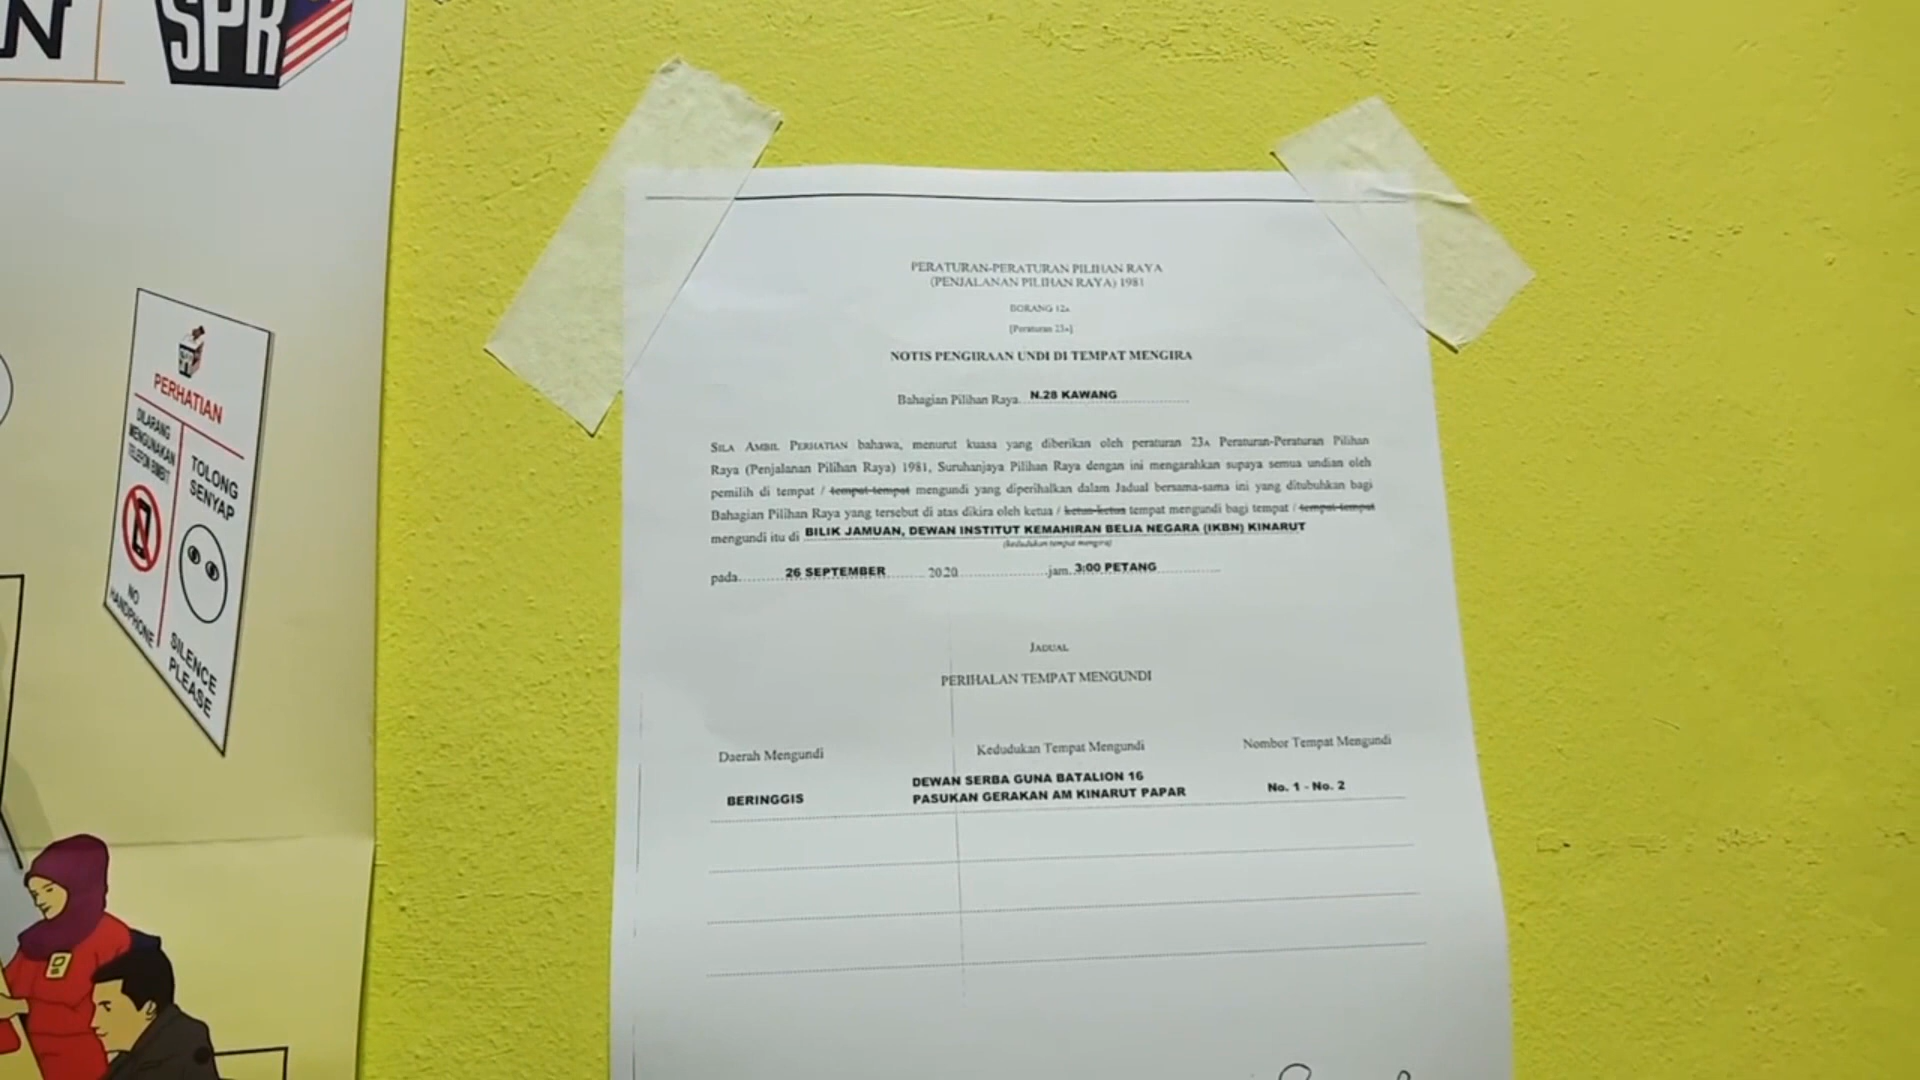 N
SPR
PERHATIAN
DILARANG
MENGGUNAKAN
TELEFON BIMBIT
TOLONG
SENYAP
NO
HANDPHONE
SILENCE
PLEASE
PERATURAN-PERATURAN PILIHAN RAYA
(PENJALANAN PILIHAN RAYA) 1981
BORANG 12A
[Peraturan 23A]
NOTIS PENGIRAAN UNDI DI TEMPAT MENGIRA
Bahagian Pilihan Raya N.28 KAWANG
SILA AMBIL PERHATIAN bahawa, menurut kuasa yang diberikan oleh peraturan 23A Peraturan-Peraturan Pilihan
Raya (Penjalanan Pilihan Raya) 1981, Suruhanjaya Pilihan Raya dengan ini mengarahkan supaya semua undian oleh
pemilih di tempat / tempat-tempat mengundi yang diperihalkan dalam Jadual bersama-sama ini yang ditubuhkan bagi
Bahagian Pilihan Raya yang tersebut di atas dikira oleh ketua / ketua-ketua tempat mengundi bagi tempat / tempat-tempat
mengundi itu di BILIK JAMUAN, DEWAN INSTITUT KEMAHIRAN BELIA NEGARA (IKBN) KINARUT
(kedudukan tempat mengira)
pada 26 SEPTEMBER 2020 jam 3:00 PETANG
JADUAL
PERIHALAN TEMPAT MENGUNDI
Daerah Mengundi Kedudukan Tempat Mengundi Nombor Tempat Mengundi
BERINGGIS DEWAN SERBA GUNA BATALION 16 No. 1 - No. 2
PASUKAN GERAKAN AM KINARUT PAPAR